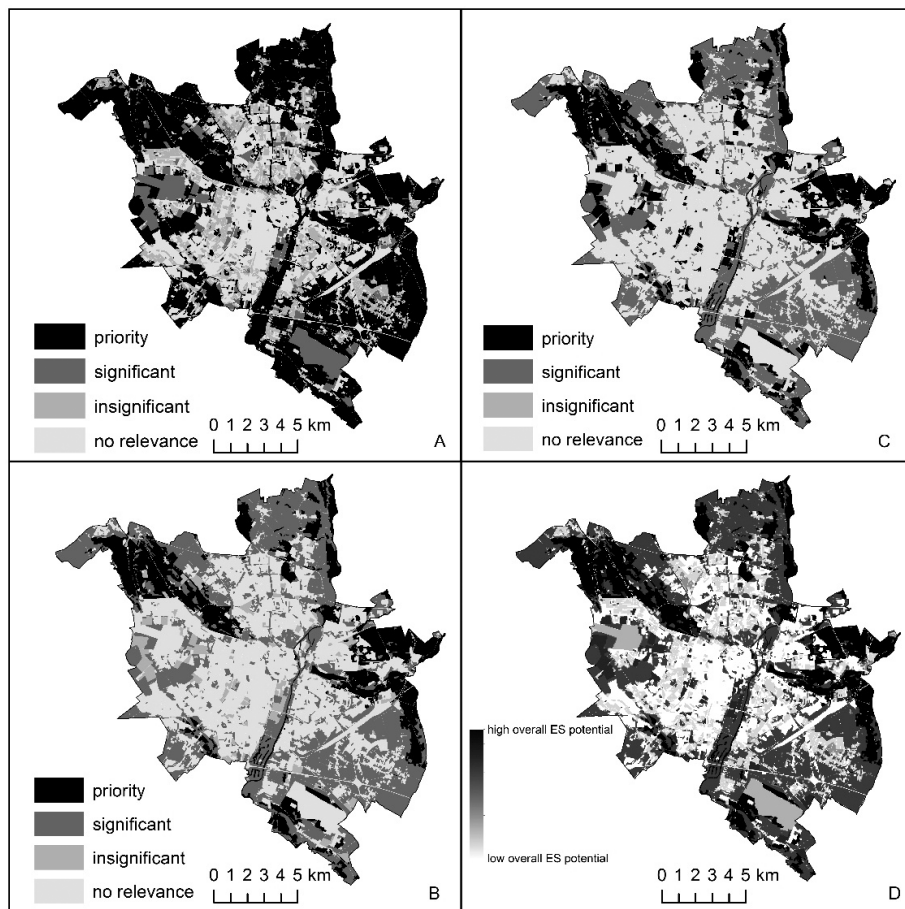 priority
significant
insignificant
no relevance
0 1 2 3 4 5 km
A
priority
significant
insignificant
no relevance
0 1 2 3 4 5 km
C
priority
significant
insignificant
no relevance
0 1 2 3 4 5 km
B
high overall ES potential
low overall ES potential
0 1 2 3 4 5 km
D